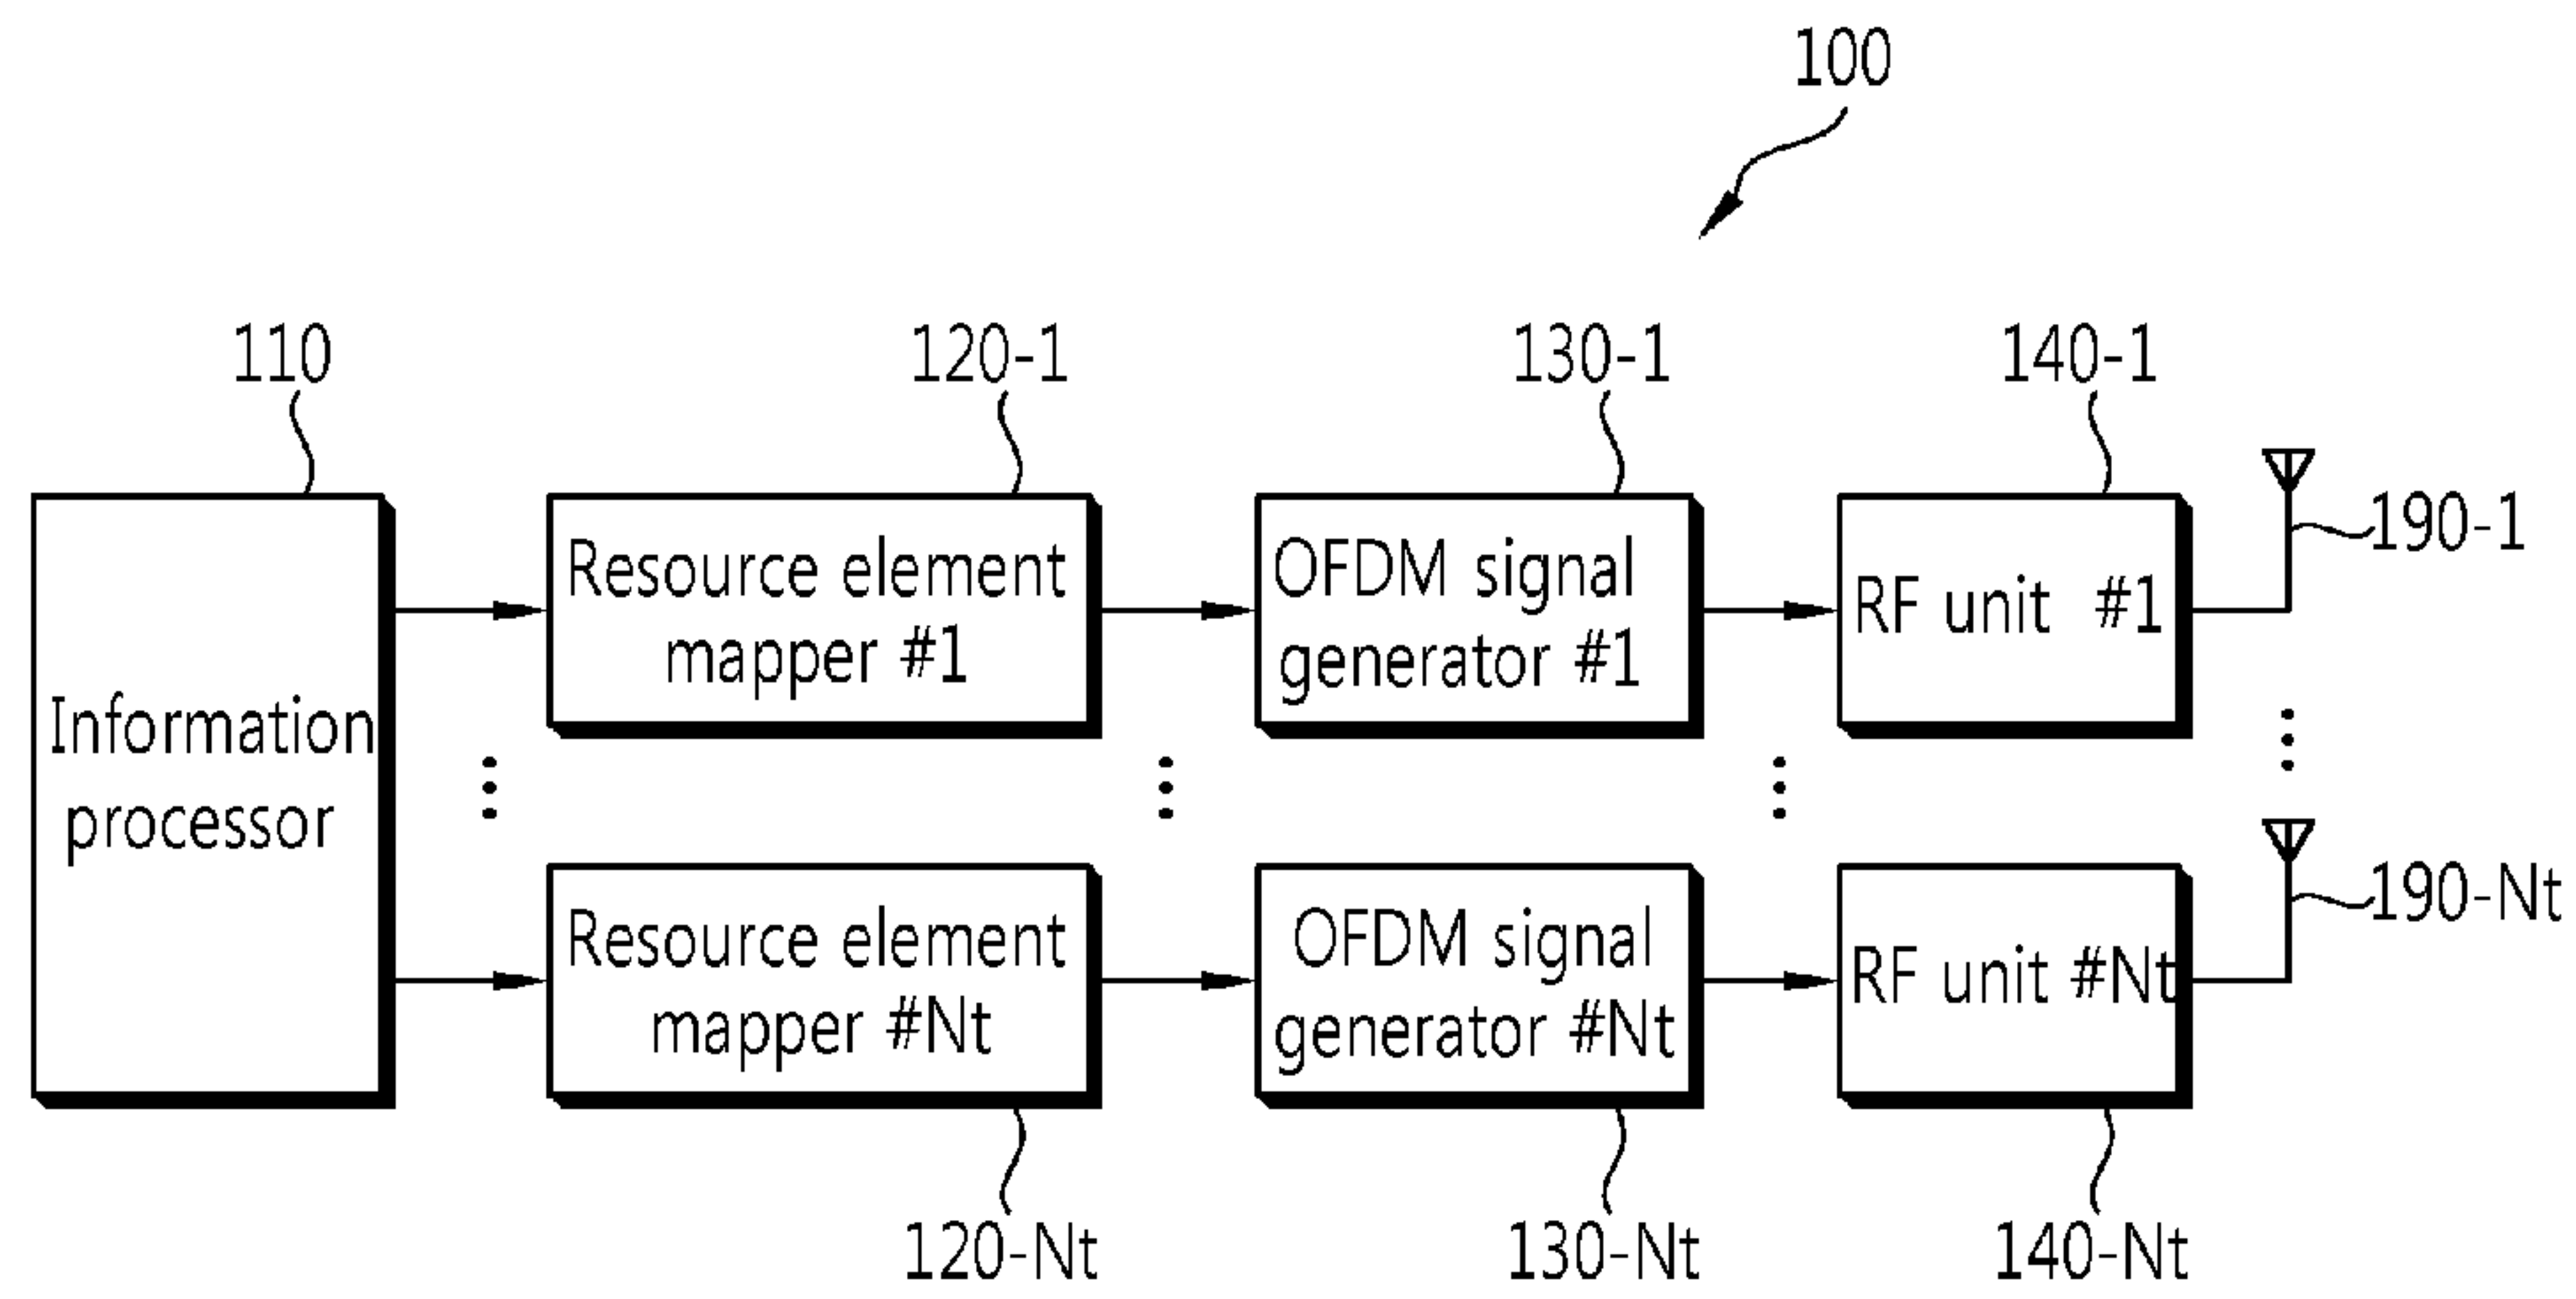 100
110
120-1
130-1
140-1
190-1
Information
processor
Resource element
mapper #1
OFDM signal
generator #1
RF unit #1
Resource element
mapper #Nt
OFDM signal
generator #Nt
RF unit #Nt
190-Nt
120-Nt
130-Nt
140-Nt